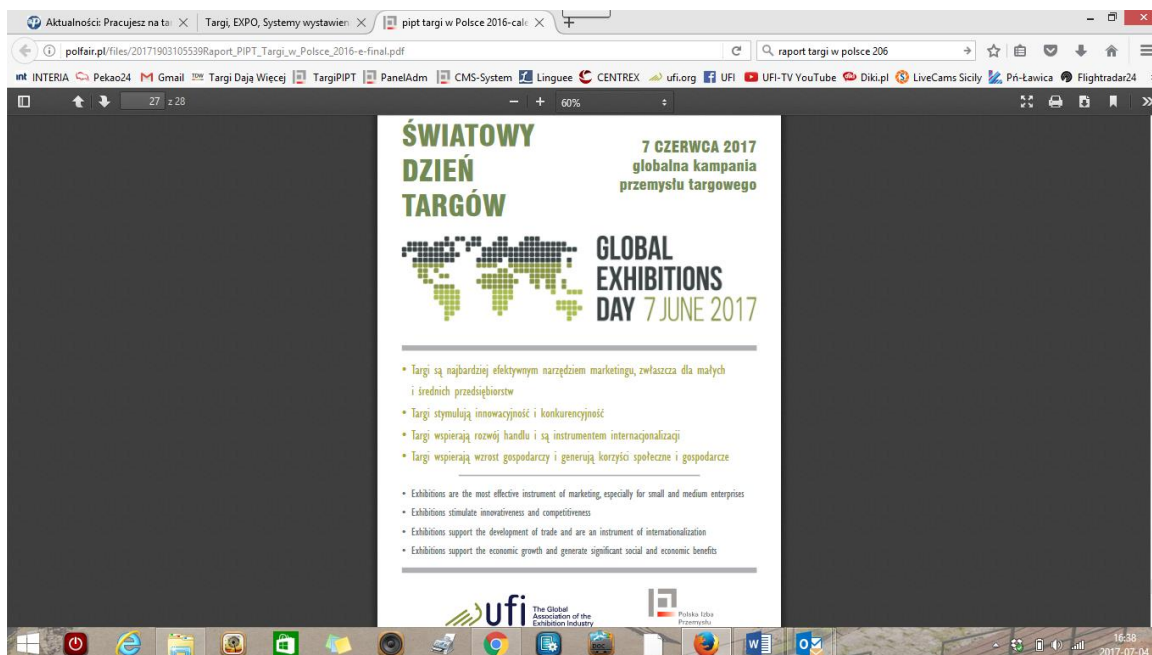 Aktualności: Pracujesz na ta
Targi, EXPO, Systemy wystawien
pipt targi w Polsce 2016-cale
polfair.pl/files/20171903105539Raport_PIPT_Targi_w_Polsce_2016-e-final.pdf
raport targi w polsce 206
int INTERIA Pekao24 Gmail Targi Dają Więcej TargiPIPT PanelAdm CMS-System Linguee CENTREX ufi.org UFI UFI-TV YouTube Diki.pl LiveCams Sicily Pń-Ławica Flightradar24
27 z 28
60%
ŚWIATOWY
DZIEŃ
TARGÓW
7 CZERWCA 2017
globalna kampania
przemysłu targowego
GLOBAL
EXHIBITIONS
DAY 7 JUNE 2017
• Targi są najbardziej efektywnym narzędziem marketingu, zwłaszcza dla małych
i średnich przedsiębiorstw
• Targi stymulują innowacyjność i konkurencyjność
• Targi wspierają rozwój handlu i są instrumentem internacjonalizacji
• Targi wspierają wzrost gospodarczy i generują korzyści społeczne i gospodarcze
• Exhibitions are the most effective instrument of marketing, especially for small and medium enterprises
• Exhibitions stimulate innovativeness and competitiveness
• Exhibitions support the development of trade and are an instrument of internationalization
• Exhibitions support the economic growth and generate significant social and economic benefits
ufi
The Global
Association of the
Exhibition Industry
Polska Izba
Przemysłu
16:38
2017-07-04